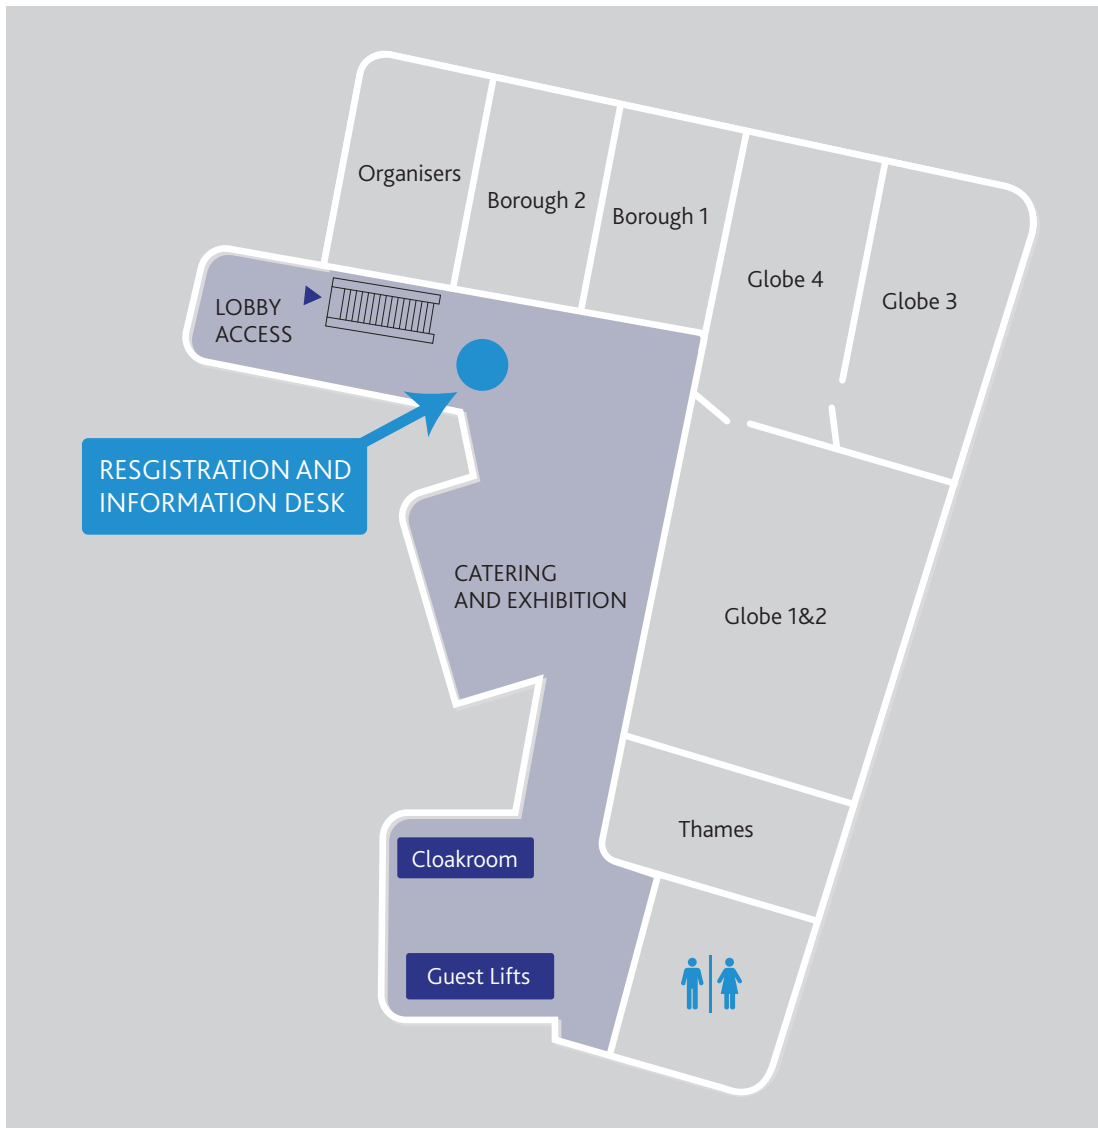 Organisers
Borough 2
Borough 1
Globe 4
Globe 3
LOBBY
ACCESS
RESGISTRATION AND
INFORMATION DESK
CATERING
AND EXHIBITION
Globe 1&2
Thames
Cloakroom
Guest Lifts